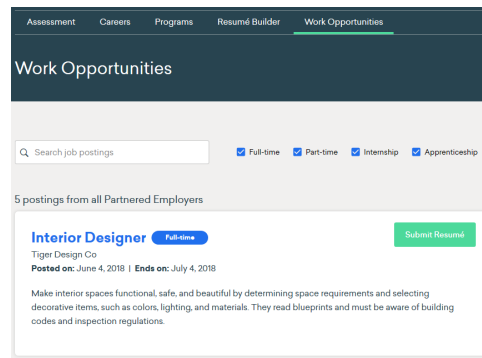 Assessment Careers Programs Resumé Builder Work Opportunities
Work Opportunities
Search job postings
Full-time Part-time Internship Apprenticeship
5 postings from all Partnered Employers
Interior Designer Full-time
Submit Resumé
Tiger Design Co
Posted on: June 4, 2018 | Ends on: July 4, 2018
Make interior spaces functional, safe, and beautiful by determining space requirements and selecting
decorative items, such as colors, lighting, and materials. They read blueprints and must be aware of building
codes and inspection regulations.